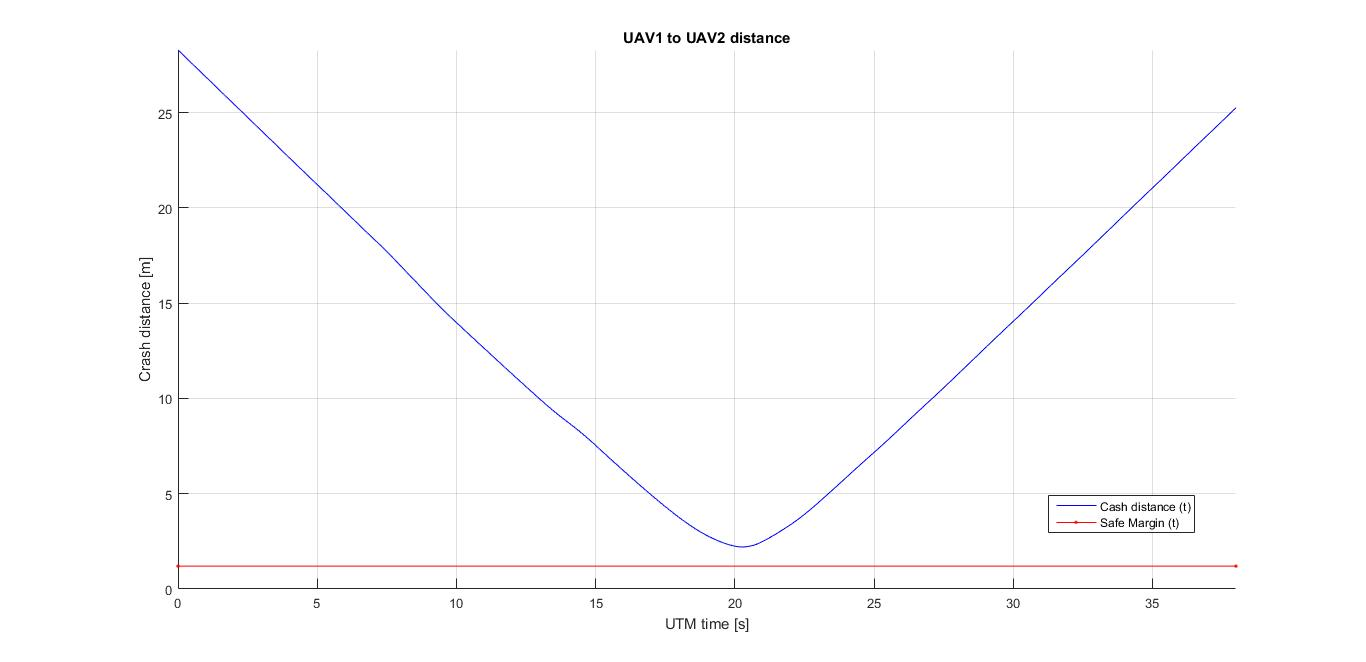 UAV1 to UAV2 distance
Crash distance [m]
25
20
15
10
5
0
0 5 10 15 20 25 30 35
UTM time [s]
Cash distance (t)
Safe Margin (t)